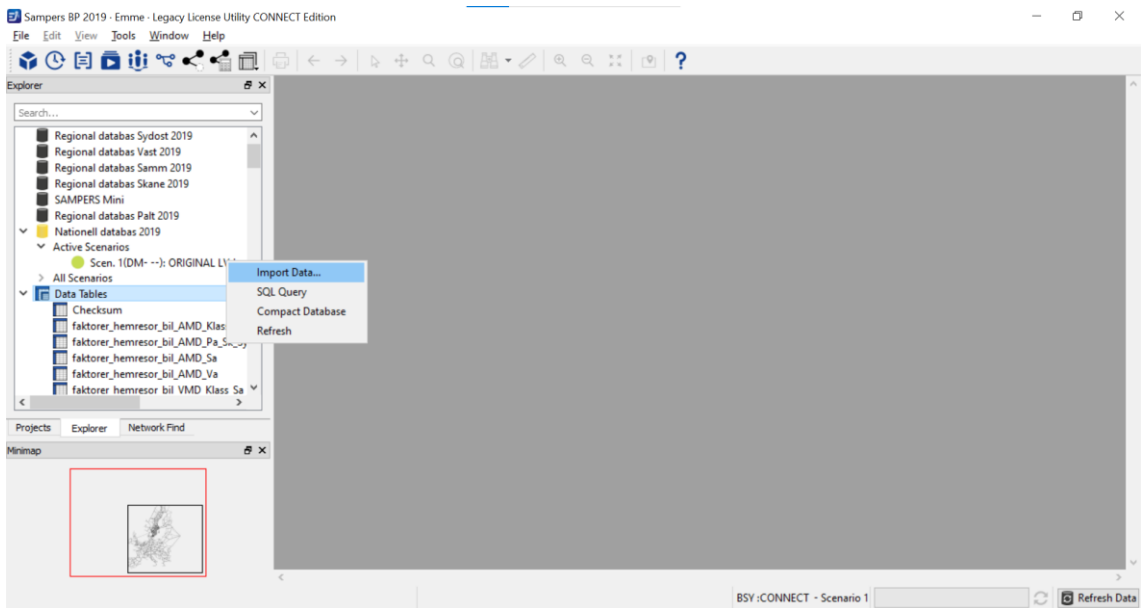 Sampers BP 2019 - Emme - Legacy License Utility CONNECT Edition
File Edit View Tools Window Help
Explorer
Search...
Regional databas Sydost 2019
Regional databas Vast 2019
Regional databas Samm 2019
Regional databas Skane 2019
SAMPERS Mini
Regional databas Palt 2019
Nationell databas 2019
Active Scenarios
Scen. 1(DM- --): ORIGINAL LV
All Scenarios
Data Tables
Checksum
faktorer_hemresor_bil_AMD_Klas
faktorer_hemresor_bil_AMD_Pa_Sk_Sy
faktorer_hemresor_bil_AMD_Sa
faktorer_hemresor_bil_AMD_Va
faktorer_hemresor_bil_VMD_Klass_Sa
Import Data...
SQL Query
Compact Database
Refresh
Projects Explorer Network Find
Minimap
BSY :CONNECT - Scenario 1
Refresh Data